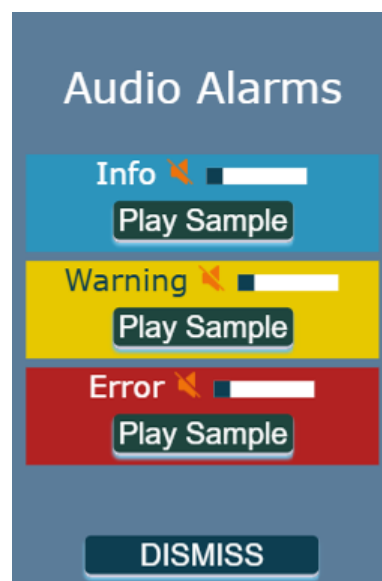 Audio Alarms
Info
Play Sample
Warning
Play Sample
Error
Play Sample
DISMISS